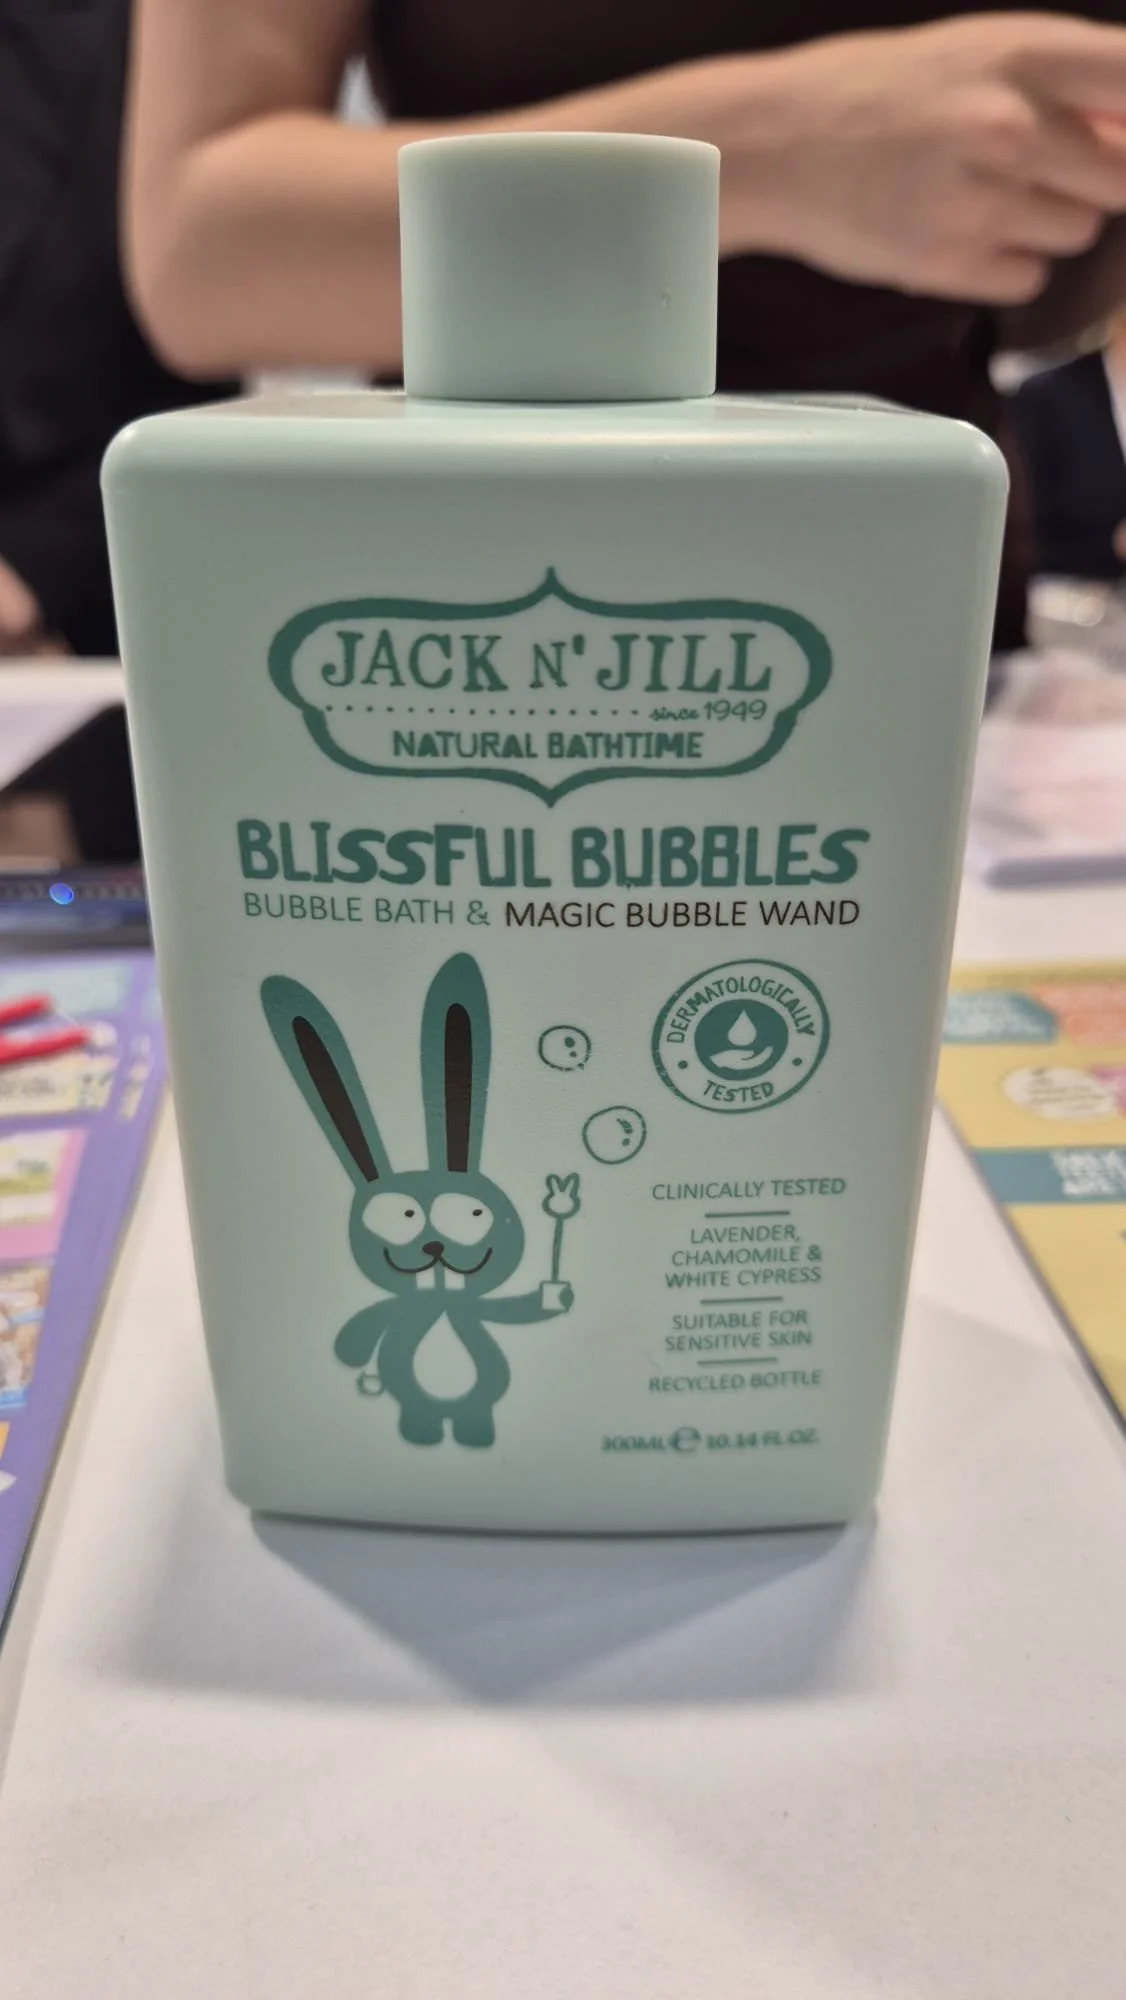 JACK N' JILL
since 1949
NATURAL BATHTIME
BLISSFUL BUBBLES
BUBBLE BATH & MAGIC BUBBLE WAND
DERMATOLOGICALLY
TESTED
CLINICALLY TESTED
LAVENDER,
CHAMOMILE &
WHITE CYPRESS
SUITABLE FOR
SENSITIVE SKIN
RECYCLED BOTTLE
300ML ℮ 10.14 FL.OZ.